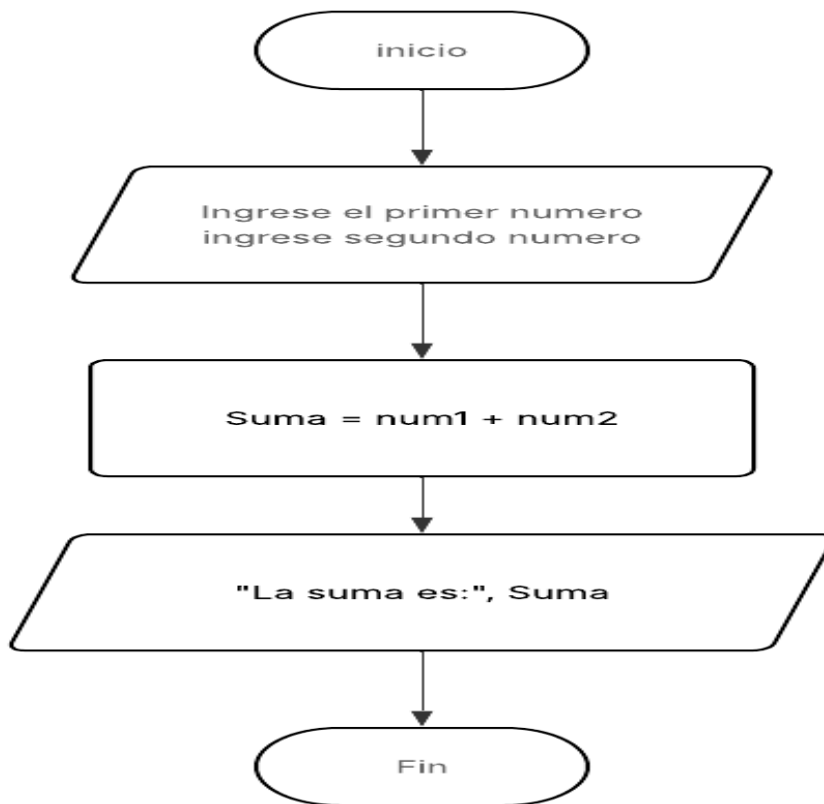 inicio
Ingrese el primer numero
ingrese segundo numero
Suma = num1 + num2
"La suma es:", Suma
Fin